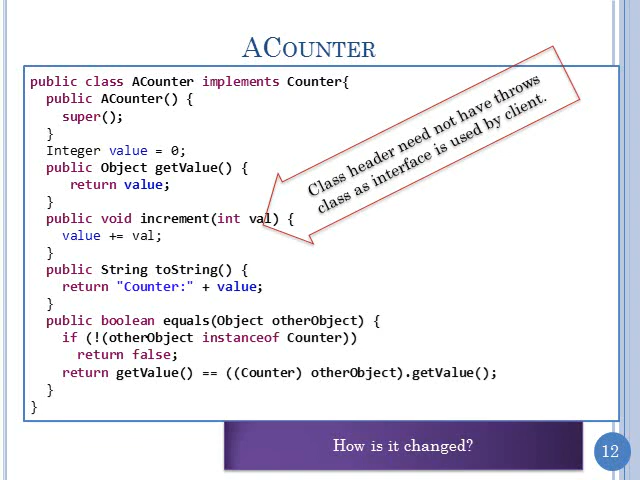 ACOUNTER
public class ACounter implements Counter{
public ACounter() {
super();
}
Integer value = 0;
public Object getValue() {
return value;
}
public void increment(int val) {
value += val;
}
public String toString() {
return "Counter:" + value;
}
public boolean equals(Object otherObject) {
if (!(otherObject instanceof Counter))
return false;
return getValue() == ((Counter) otherObject).getValue();
}
}
Class header need not have throws
class as interface is used by client.
How is it changed?
12